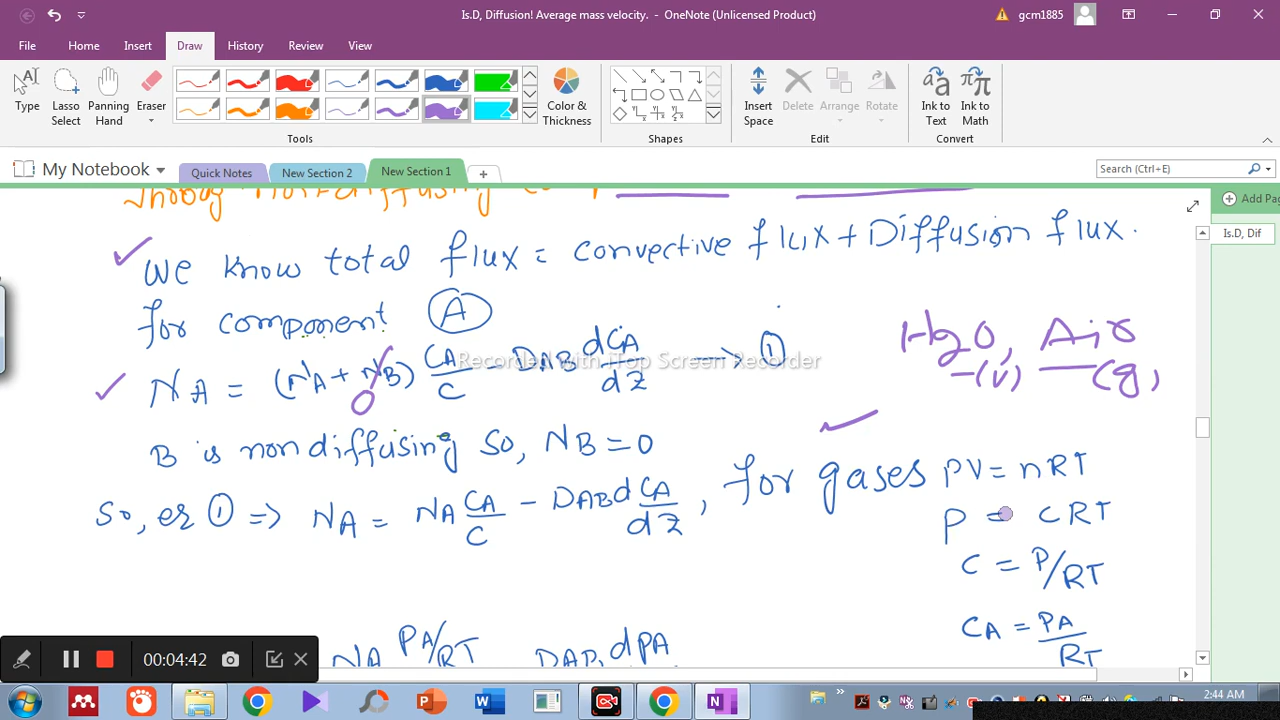 Is.D, Diffusion! Average mass velocity. - OneNote (Unlicensed Product)
gcm1885
File Home Insert Draw History Review View
Type
Lasso Select
Panning Hand
Eraser
Color & Thickness
Insert Space
Delete
Arrange
Rotate
Ink to Text
Ink to Math
Tools
Shapes
Edit
Convert
My Notebook
Quick Notes
New Section 2
New Section 1
Search (Ctrl+E)
Add Pag
Is.D, Dif
We know total flux = convective flux + Diffusion flux.
for component A
H2O, Air
(v) (g)
NA = (NA + NB) CA/C - DAB dCA/dz → ①
0
Recorded with iTop Screen Recorder
B is nondiffusing So, NB = 0
So, er ① => NA = NA CA/C - DAB dCA/dz, for gases PV = nRT
P = CRT
C = P/RT
CA = PA/RT
NA PA/RT DAB, dPA
00:04:42
2:44 AM